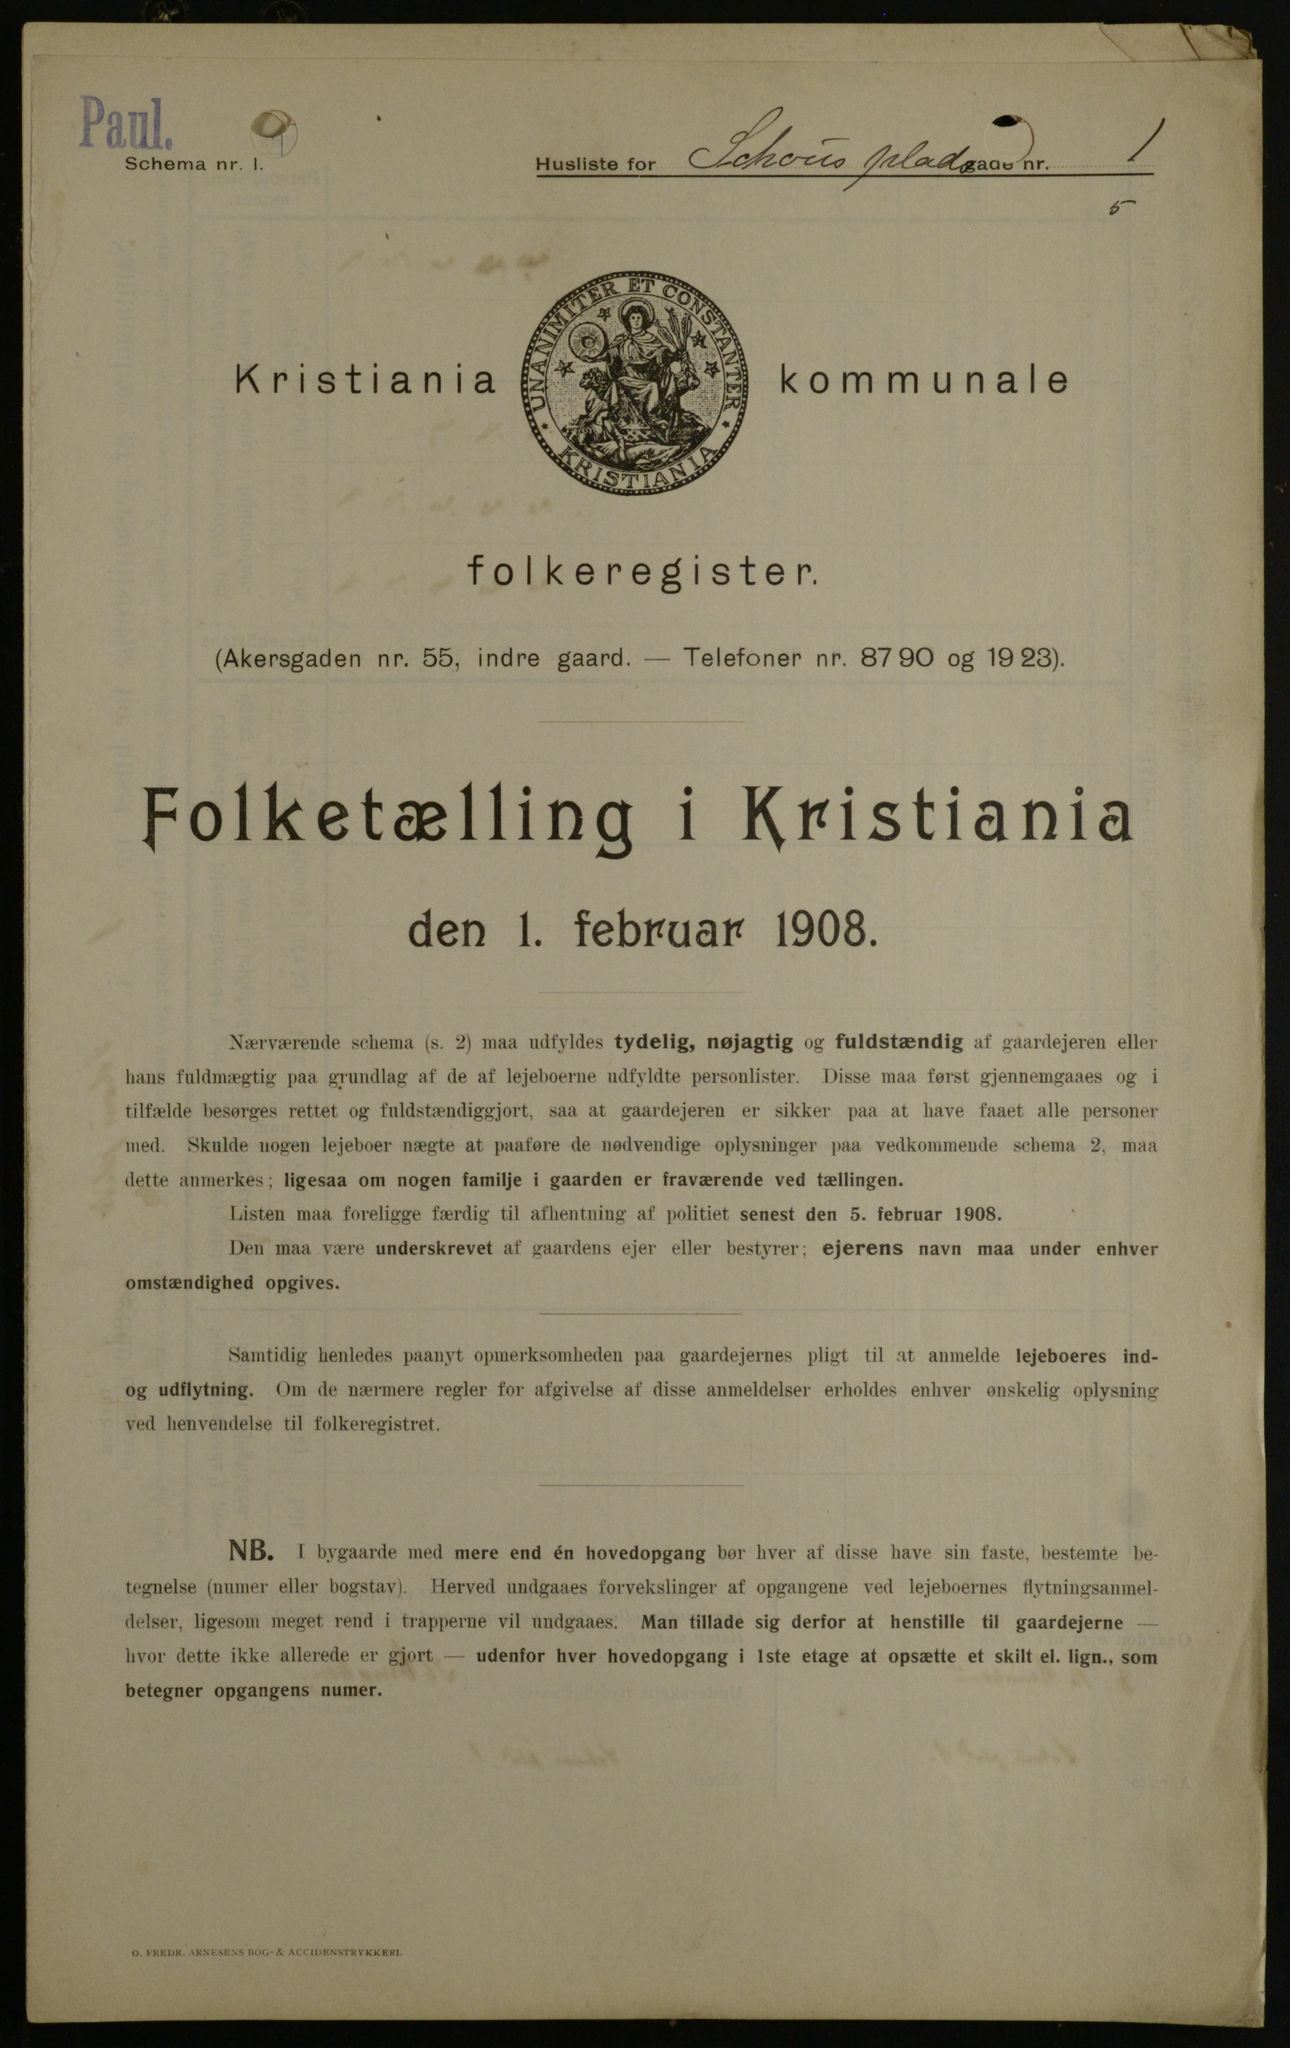 Paul.
Schema nr. 1.
Husliste for Schous plads gade nr. 1
5
UNANIMITER ET CONSTANTER
KRISTIANIA
Kristiania kommunale
folkeregister.
(Akersgaden nr. 55, indre gaard. — Telefoner nr. 8790 og 1923).
Folketælling i Kristiania
den 1. februar 1908.
Nærværende schema (s. 2) maa udfyldes tydelig, nøjagtig og fuldstændig af gaardejeren eller
hans fuldmægtig paa grundlag af de af lejeboerne udfyldte personlister. Disse maa først gjennemgaaes og i
tilfælde besørges rettet og fuldstændiggjort, saa at gaardejeren er sikker paa at have faaet alle personer
med. Skulde nogen lejeboer nægte at paaføre de nødvendige oplysninger paa vedkommende schema 2, maa
dette anmerkes; ligesaa om nogen familje i gaarden er fraværende ved tællingen.
Listen maa foreligge færdig til afhentning af politiet senest den 5. februar 1908.
Den maa være underskrevet af gaardens ejer eller bestyrer; ejerens navn maa under enhver
omstændighed opgives.
Samtidig henledes paanyt opmerksomheden paa gaardejernes pligt til at anmelde lejeboeres ind-
og udflytning. Om de nærmere regler for afgivelse af disse anmeldelser erholdes enhver ønskelig oplysning
ved henvendelse til folkeregistret.
NB. I bygaarde med mere end én hovedopgang bør hver af disse have sin faste, bestemte be-
tegnelse (numer eller bogstav). Herved undgaaes forvekslinger af opgangene ved lejeboernes flytningsanmel-
delser, ligesom meget rend i trapperne vil undgaaes. Man tillade sig derfor at henstille til gaardejerne —
hvor dette ikke allerede er gjort — udenfor hver hovedopgang i 1ste etage at opsætte et skilt el. lign., som
betegner opgangens numer.
O. FREDR. ARNESENS BOG- & ACCIDENSTRYKKERI.